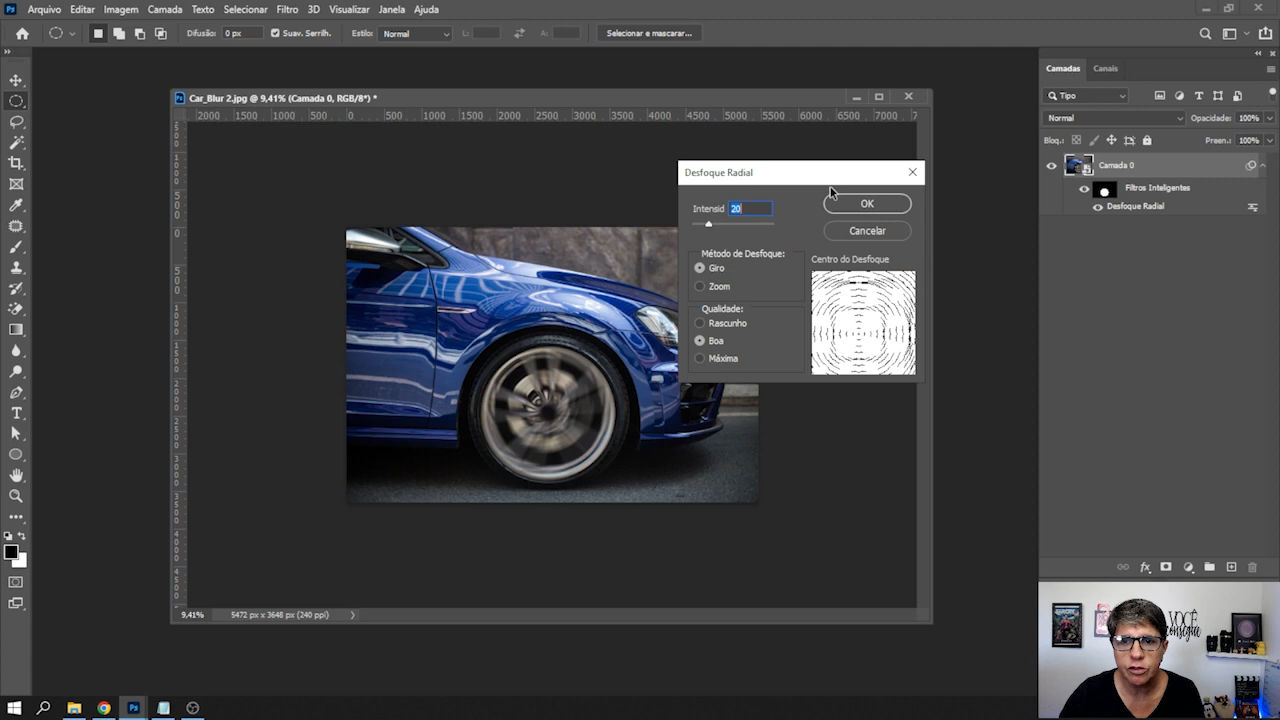 Arquivo Editar Imagem Camada Texto Selecionar Filtro 3D Visualizar Janela Ajuda
Difusão: 0 px Suav. Serrilh. Estilo: Normal L: A: Selecionar e mascarar...
Car_Blur 2.jpg @ 9,41% (Camada 0, RGB/8*) *
2000 1500 1000 500 0 500 1000 1500 2000 2500 3000 3500 4000 4500 5000 5500 6000 6500 7000 7
Desfoque Radial
Intensid 20
OK
Cancelar
Método de Desfoque:
Giro
Zoom
Qualidade:
Rascunho
Boa
Máxima
Centro do Desfoque
9,41% 5472 px x 3648 px (240 ppi)
Camadas Canais
Tipo
Normal Opacidade: 100%
Bloq.: Preen.: 100%
Camada 0
Filtros Inteligentes
Desfoque Radial
VOCÊ
consegue